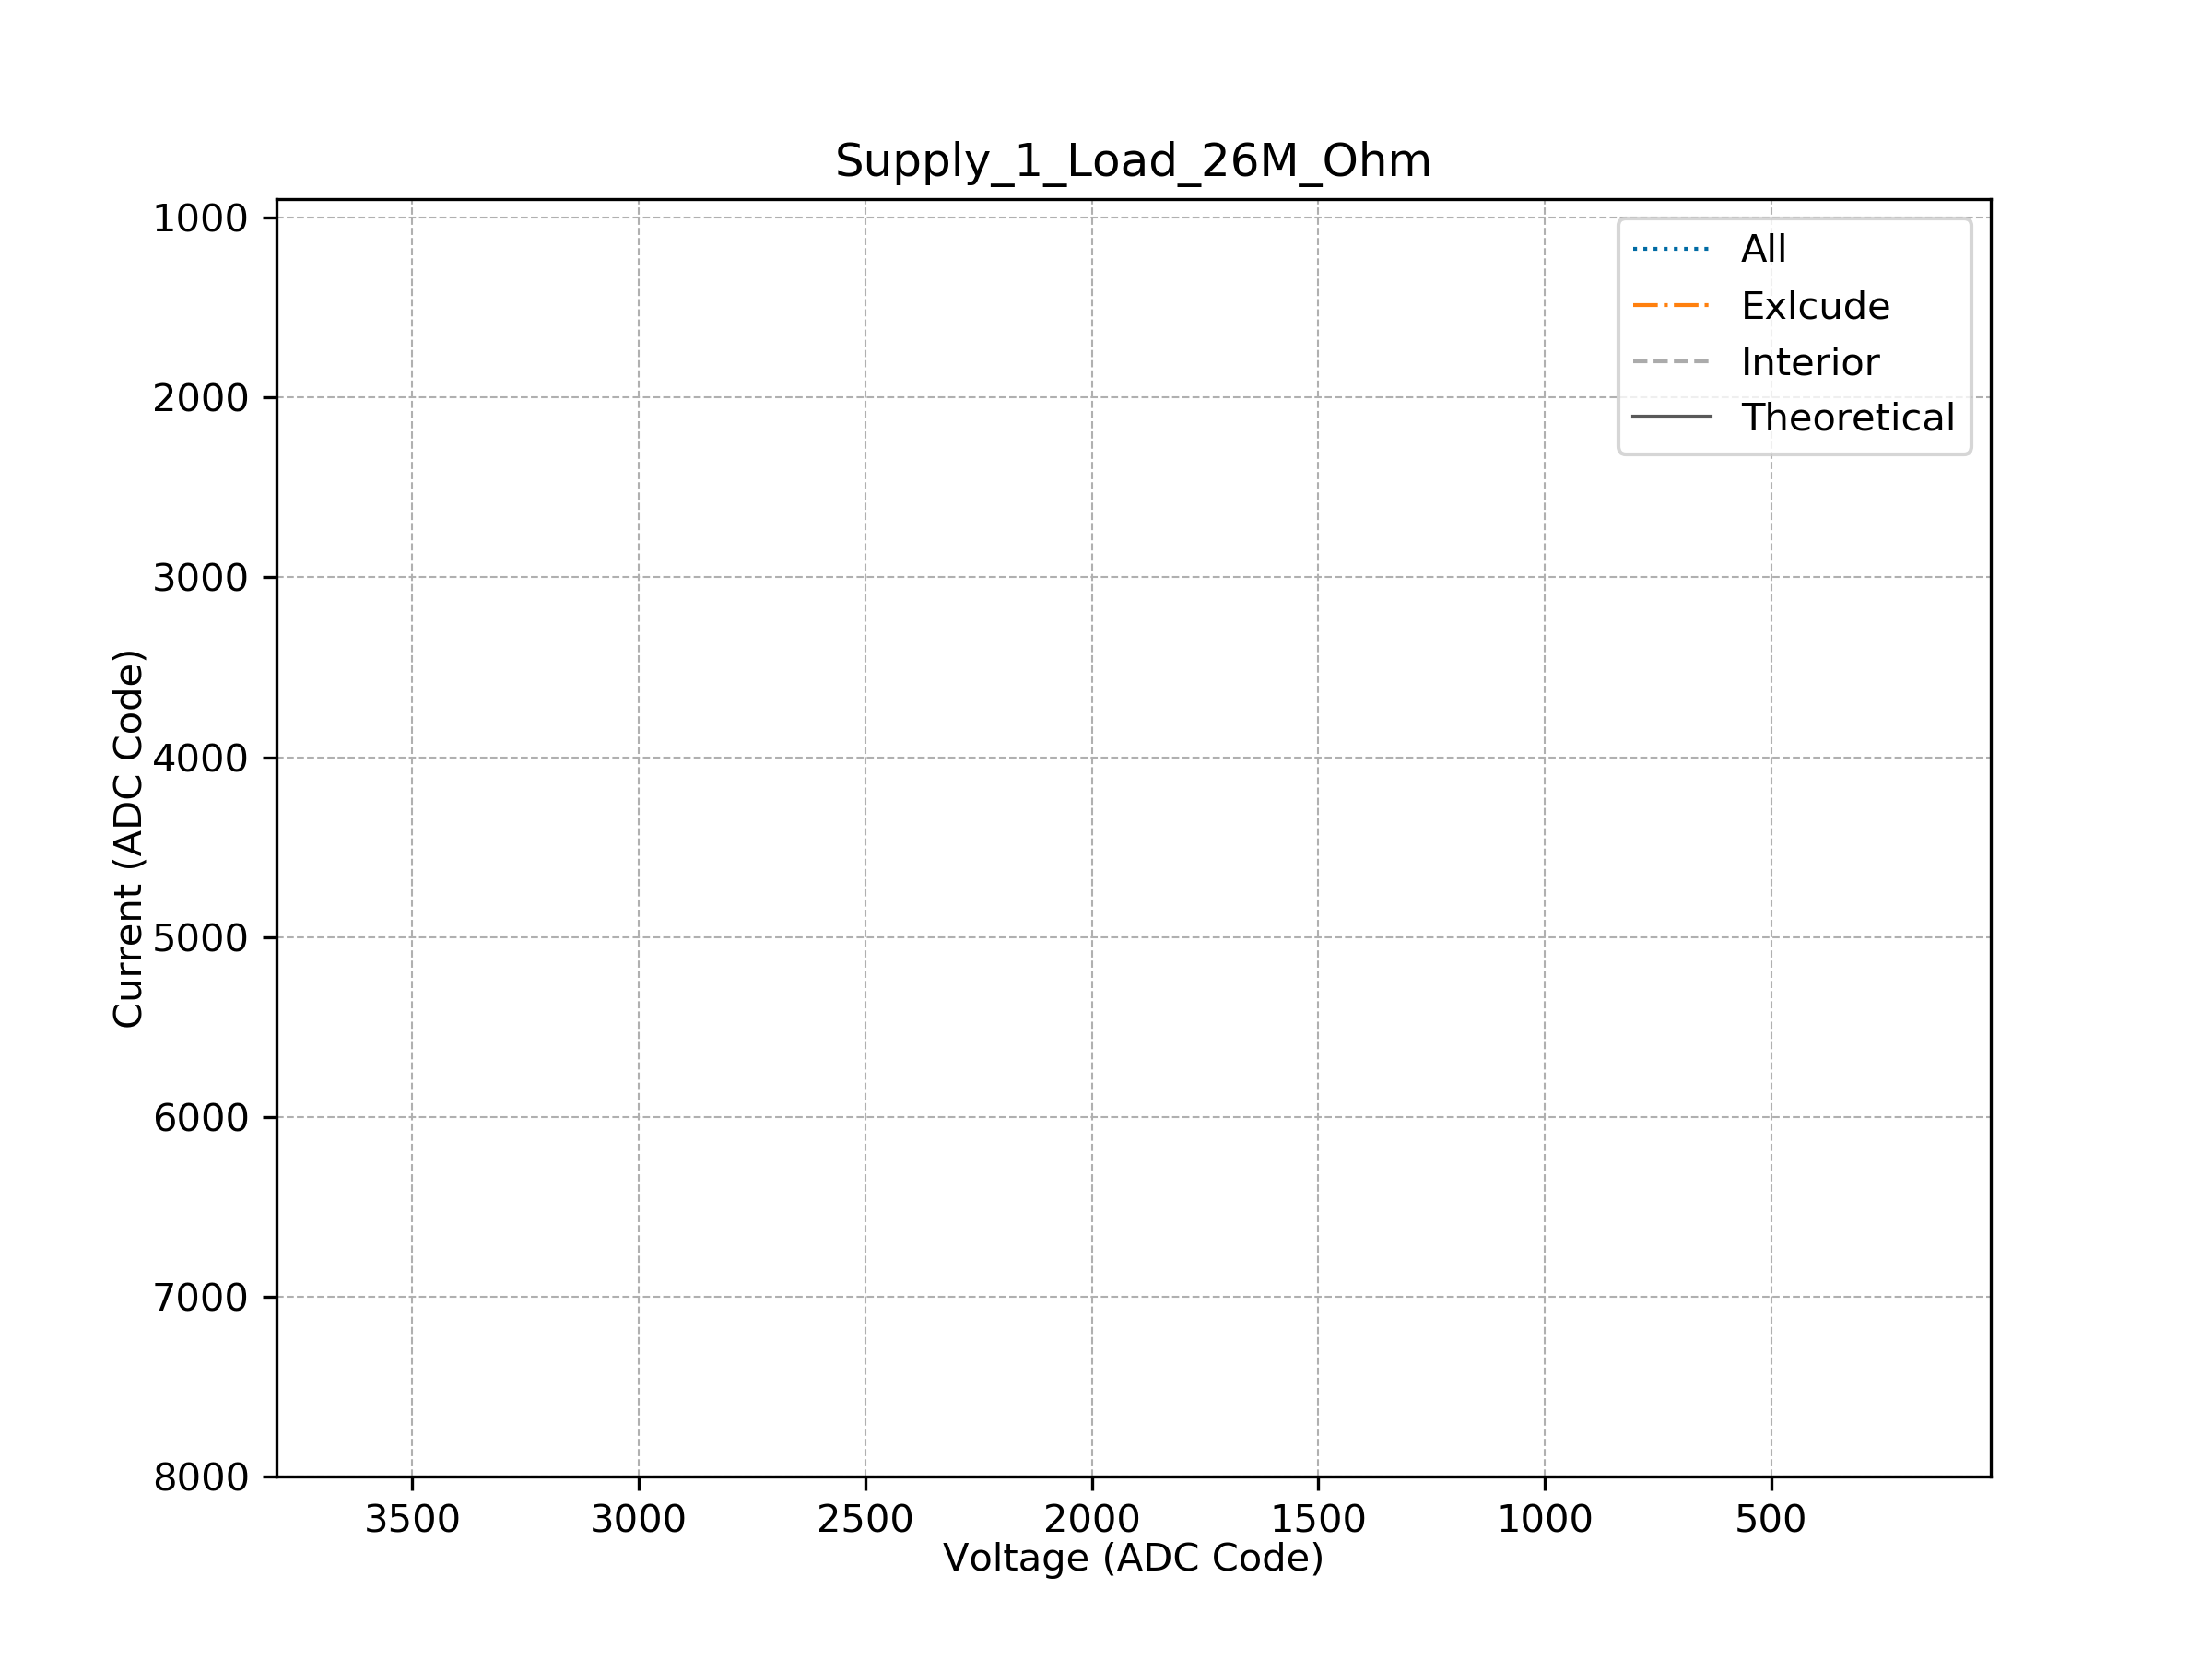 Supply_1_Load_26M_Ohm
1000
2000
3000
4000
5000
6000
7000
8000
Current (ADC Code)
All
Exlcude
Interior
Theoretical
3500 3000 2500 2000 1500 1000 500
Voltage (ADC Code)